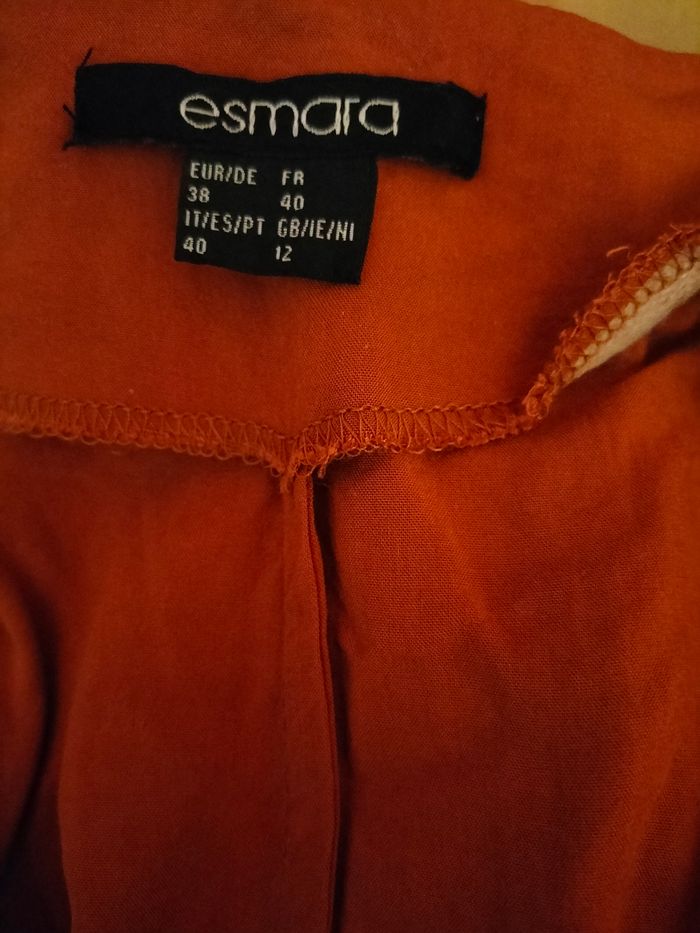 esmara
EUR/DE FR
38 40
IT/ES/PT GB/IE/NI
40 12